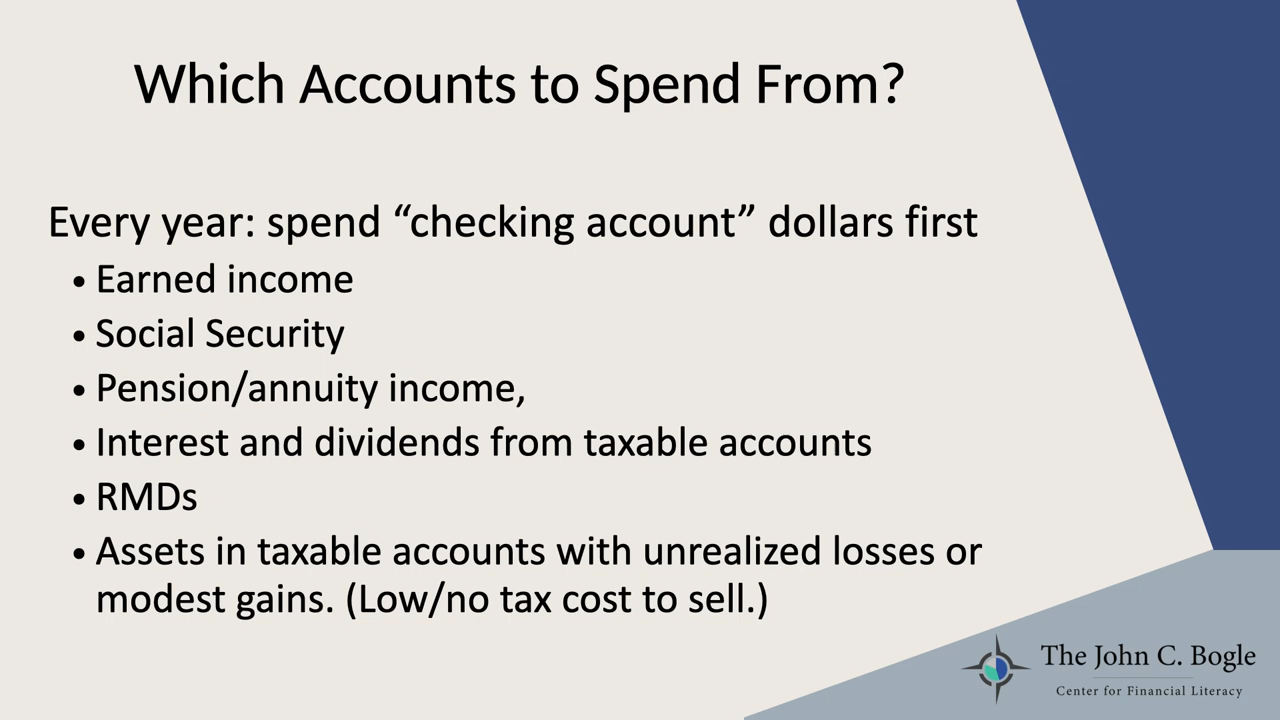 Which Accounts to Spend From?
Every year: spend “checking account” dollars first
• Earned income
• Social Security
• Pension/annuity income,
• Interest and dividends from taxable accounts
• RMDs
• Assets in taxable accounts with unrealized losses or
modest gains. (Low/no tax cost to sell.)
The John C. Bogle
Center for Financial Literacy